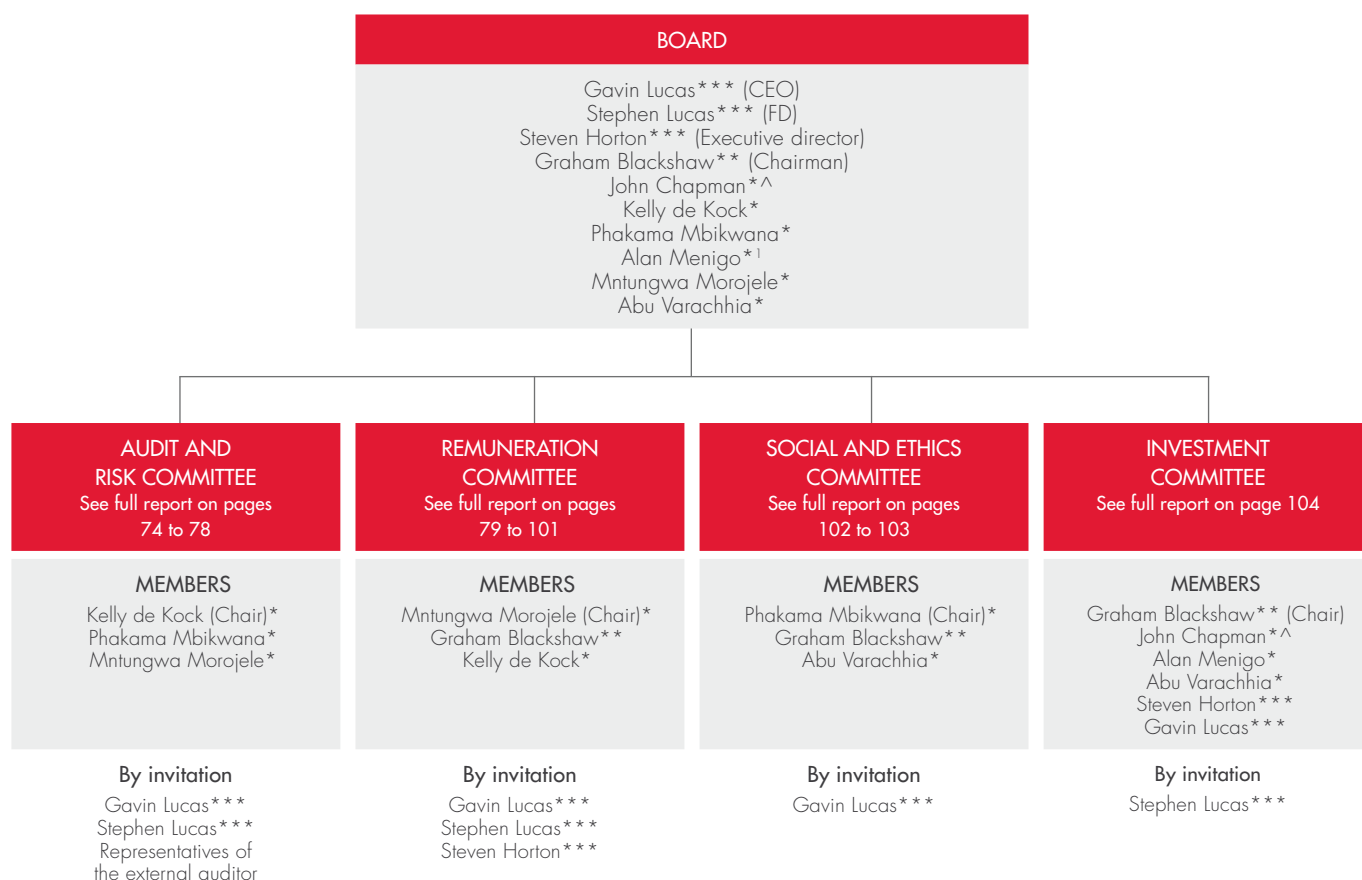 BOARD
Gavin Lucas*** (CEO)
Stephen Lucas*** (FD)
Steven Horton*** (Executive director)
Graham Blackshaw** (Chairman)
John Chapman*^
Kelly de Kock*
Phakama Mbikwana*
Alan Menigo*¹
Mntungwa Morojele*
Abu Varachhia*
AUDIT AND
RISK COMMITTEE
See full report on pages
74 to 78
MEMBERS
Kelly de Kock (Chair)*
Phakama Mbikwana*
Mntungwa Morojele*
By invitation
Gavin Lucas***
Stephen Lucas***
Representatives of
the external auditor
REMUNERATION
COMMITTEE
See full report on pages
79 to 101
MEMBERS
Mntungwa Morojele (Chair)*
Graham Blackshaw**
Kelly de Kock*
By invitation
Gavin Lucas***
Stephen Lucas***
Steven Horton***
SOCIAL AND ETHICS
COMMITTEE
See full report on pages
102 to 103
MEMBERS
Phakama Mbikwana (Chair)*
Graham Blackshaw**
Abu Varachhia*
By invitation
Gavin Lucas***
INVESTMENT
COMMITTEE
See full report on page 104
MEMBERS
Graham Blackshaw** (Chair)
John Chapman*^
Alan Menigo*
Abu Varachhia*
Steven Horton***
Gavin Lucas***
By invitation
Stephen Lucas***